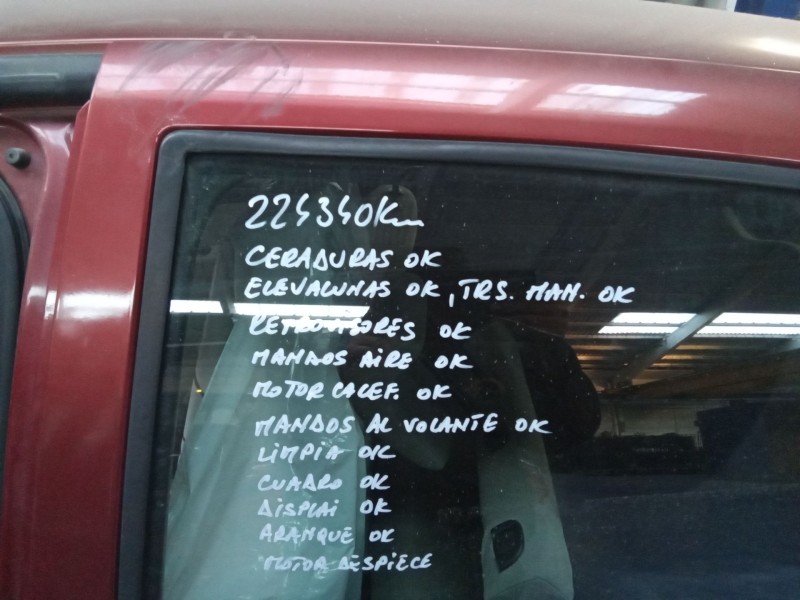 224340Km
CERADURAS OK
ELEVALUNAS OK, TRS. MAN. OK
RETROVISORES OK
MANDOS AIRE OK
MOTOR CALEF. OK
MANDOS AL VOLANTE OK
LIMPIA OK
CUADRO OK
DISPLAI OK
ARANQUE OK
MOTOR DESPIECE